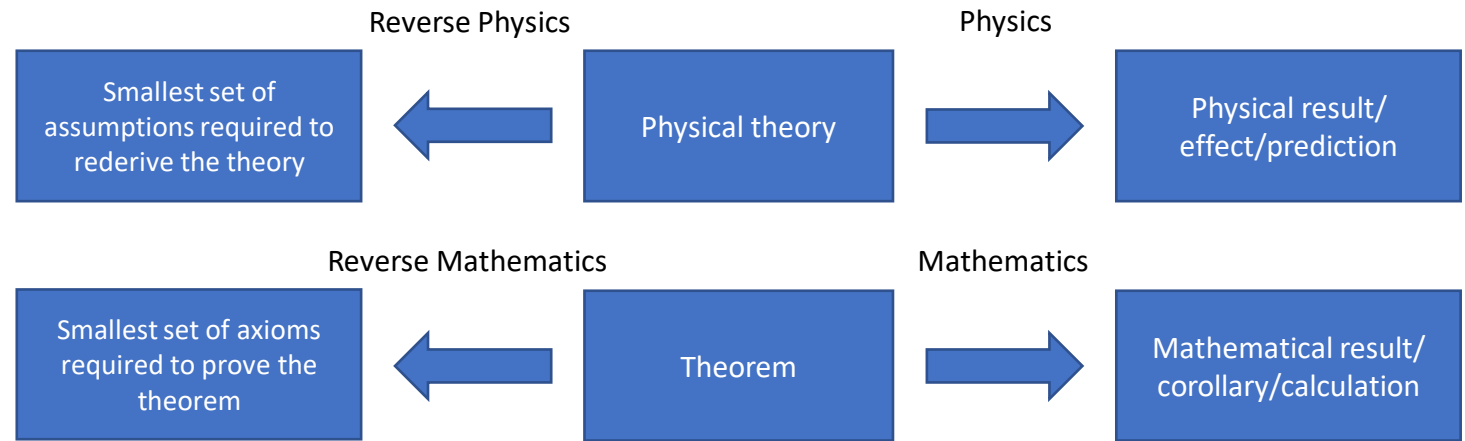 Reverse Physics
Physics
Smallest set of
assumptions required to
rederive the theory
Physical theory
Physical result/
effect/prediction
Reverse Mathematics
Mathematics
Smallest set of axioms
required to prove the
theorem
Theorem
Mathematical result/
corollary/calculation